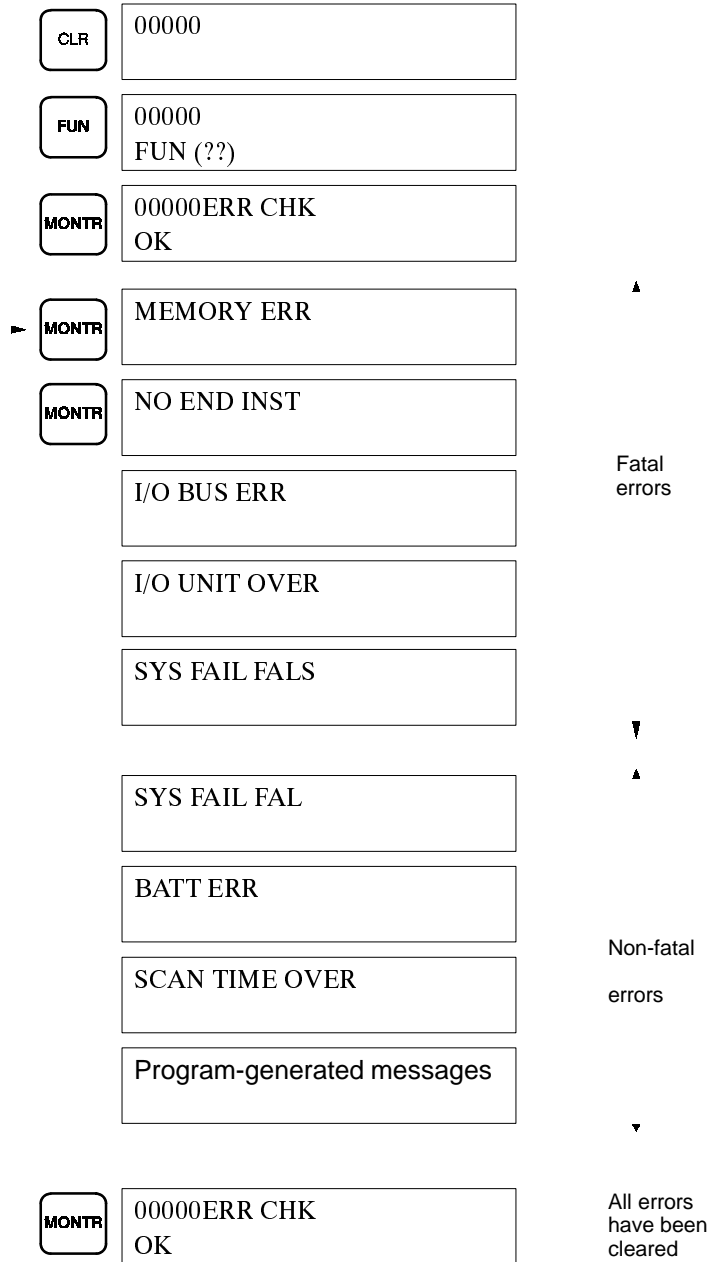 CLR
00000
FUN
00000
FUN (??)
MONTR
00000ERR CHK
OK
MONTR
MEMORY ERR
MONTR
NO END INST
I/O BUS ERR
Fatal
errors
I/O UNIT OVER
SYS FAIL FALS
SYS FAIL FAL
BATT ERR
Non-fatal
errors
SCAN TIME OVER
Program-generated messages
MONTR
00000ERR CHK
OK
All errors
have been
cleared